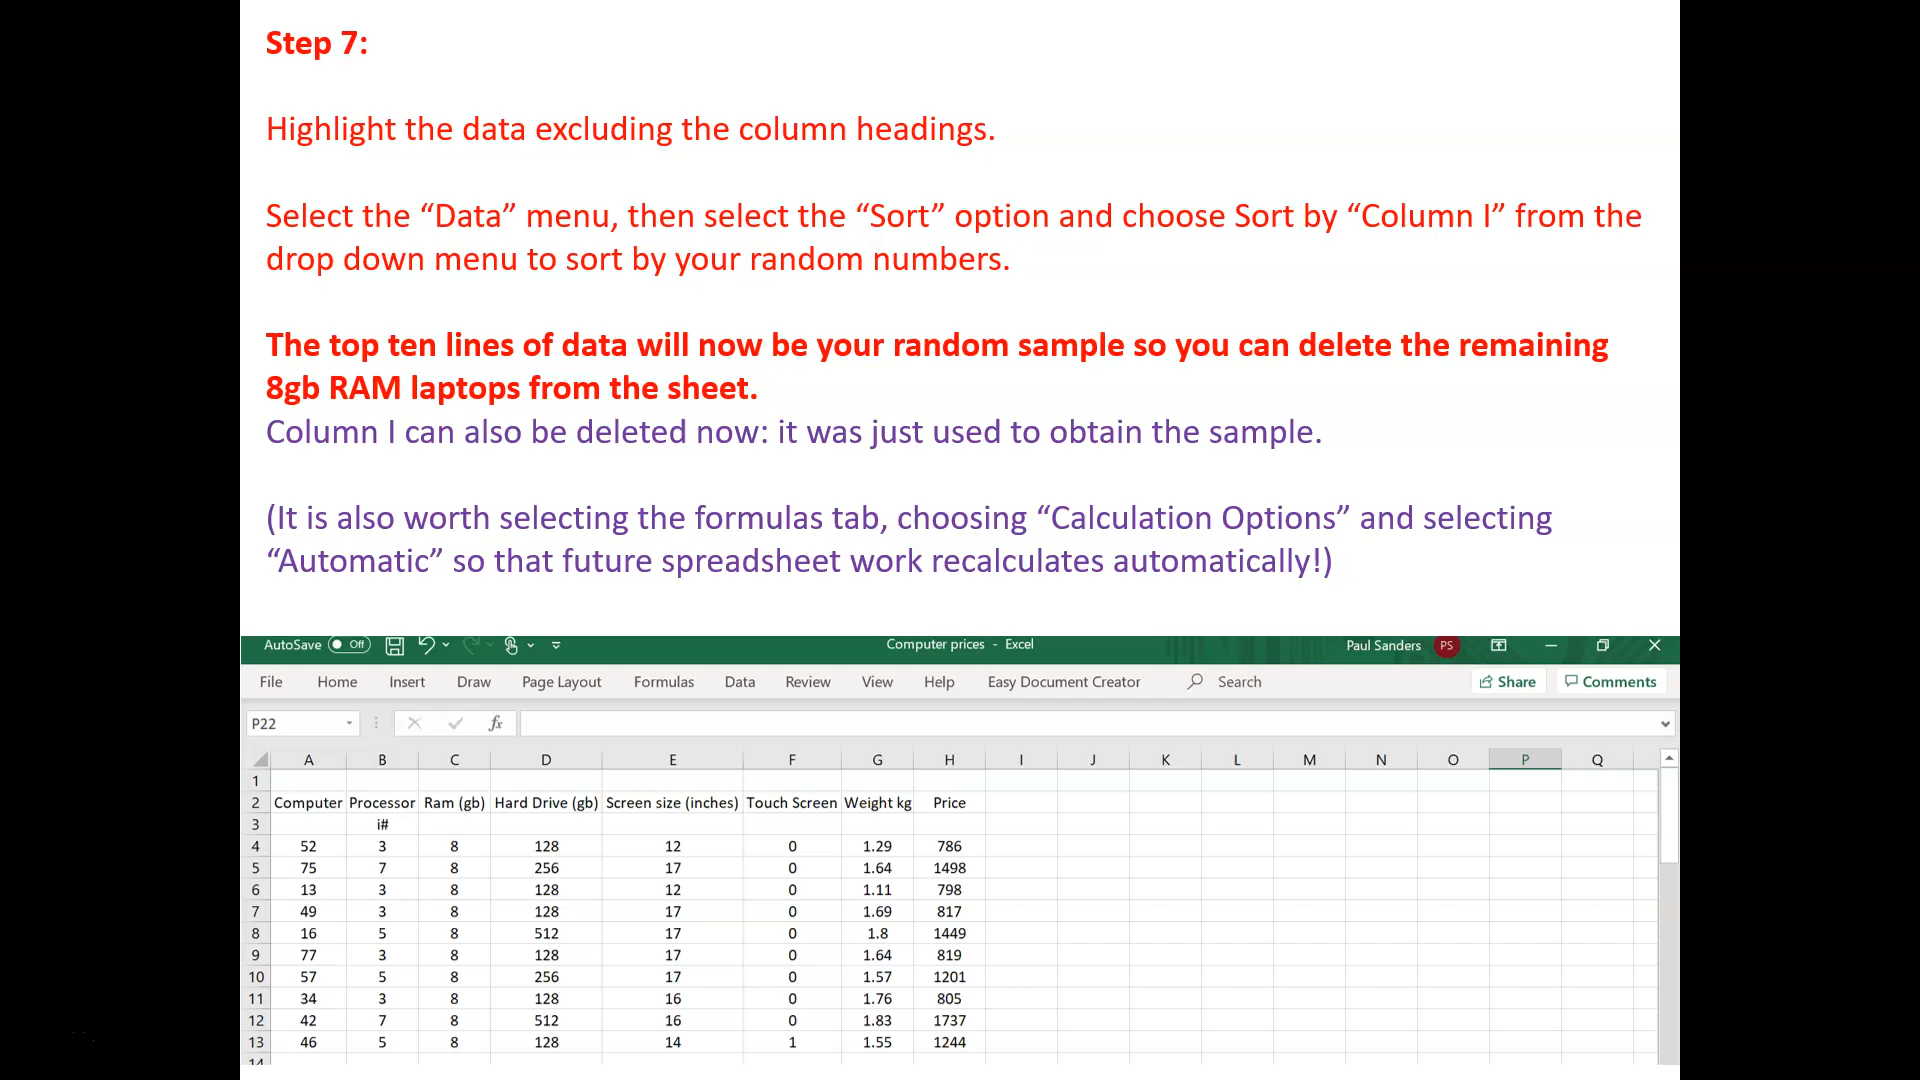 Step 7:
Highlight the data excluding the column headings.
Select the “Data” menu, then select the “Sort” option and choose Sort by “Column I” from the
drop down menu to sort by your random numbers.
The top ten lines of data will now be your random sample so you can delete the remaining
8gb RAM laptops from the sheet.
Column I can also be deleted now: it was just used to obtain the sample.
(It is also worth selecting the formulas tab, choosing “Calculation Options” and selecting
“Automatic” so that future spreadsheet work recalculates automatically!)
AutoSave Off Computer prices - Excel Paul Sanders PS
File Home Insert Draw Page Layout Formulas Data Review View Help Easy Document Creator Search Share Comments
P22 fx
A B C D E F G H I J K L M N O P Q
1
2 Computer Processor Ram (gb) Hard Drive (gb) Screen size (inches) Touch Screen Weight kg Price
3 i#
4 52 3 8 128 12 0 1.29 786
5 75 7 8 256 17 0 1.64 1498
6 13 3 8 128 12 0 1.11 798
7 49 3 8 128 17 0 1.69 817
8 16 5 8 512 17 0 1.8 1449
9 77 3 8 128 17 0 1.64 819
10 57 5 8 256 17 0 1.57 1201
11 34 3 8 128 16 0 1.76 805
12 42 7 8 512 16 0 1.83 1737
13 46 5 8 128 14 1 1.55 1244
14